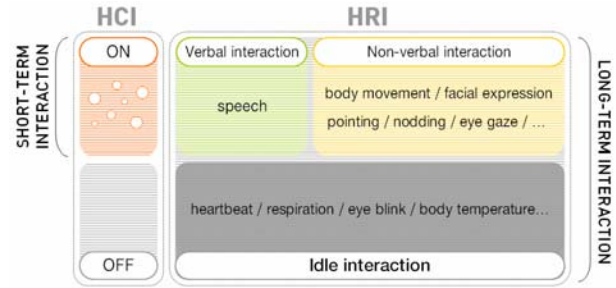 HCI
HRI
SHORT-TERM
INTERACTION
ON
Verbal interaction
Non-verbal interaction
speech
body movement / facial expression
pointing / nodding / eye gaze / ...
heartbeat / respiration / eye blink / body temperature...
OFF
Idle interaction
LONG-TERM INTERACTION